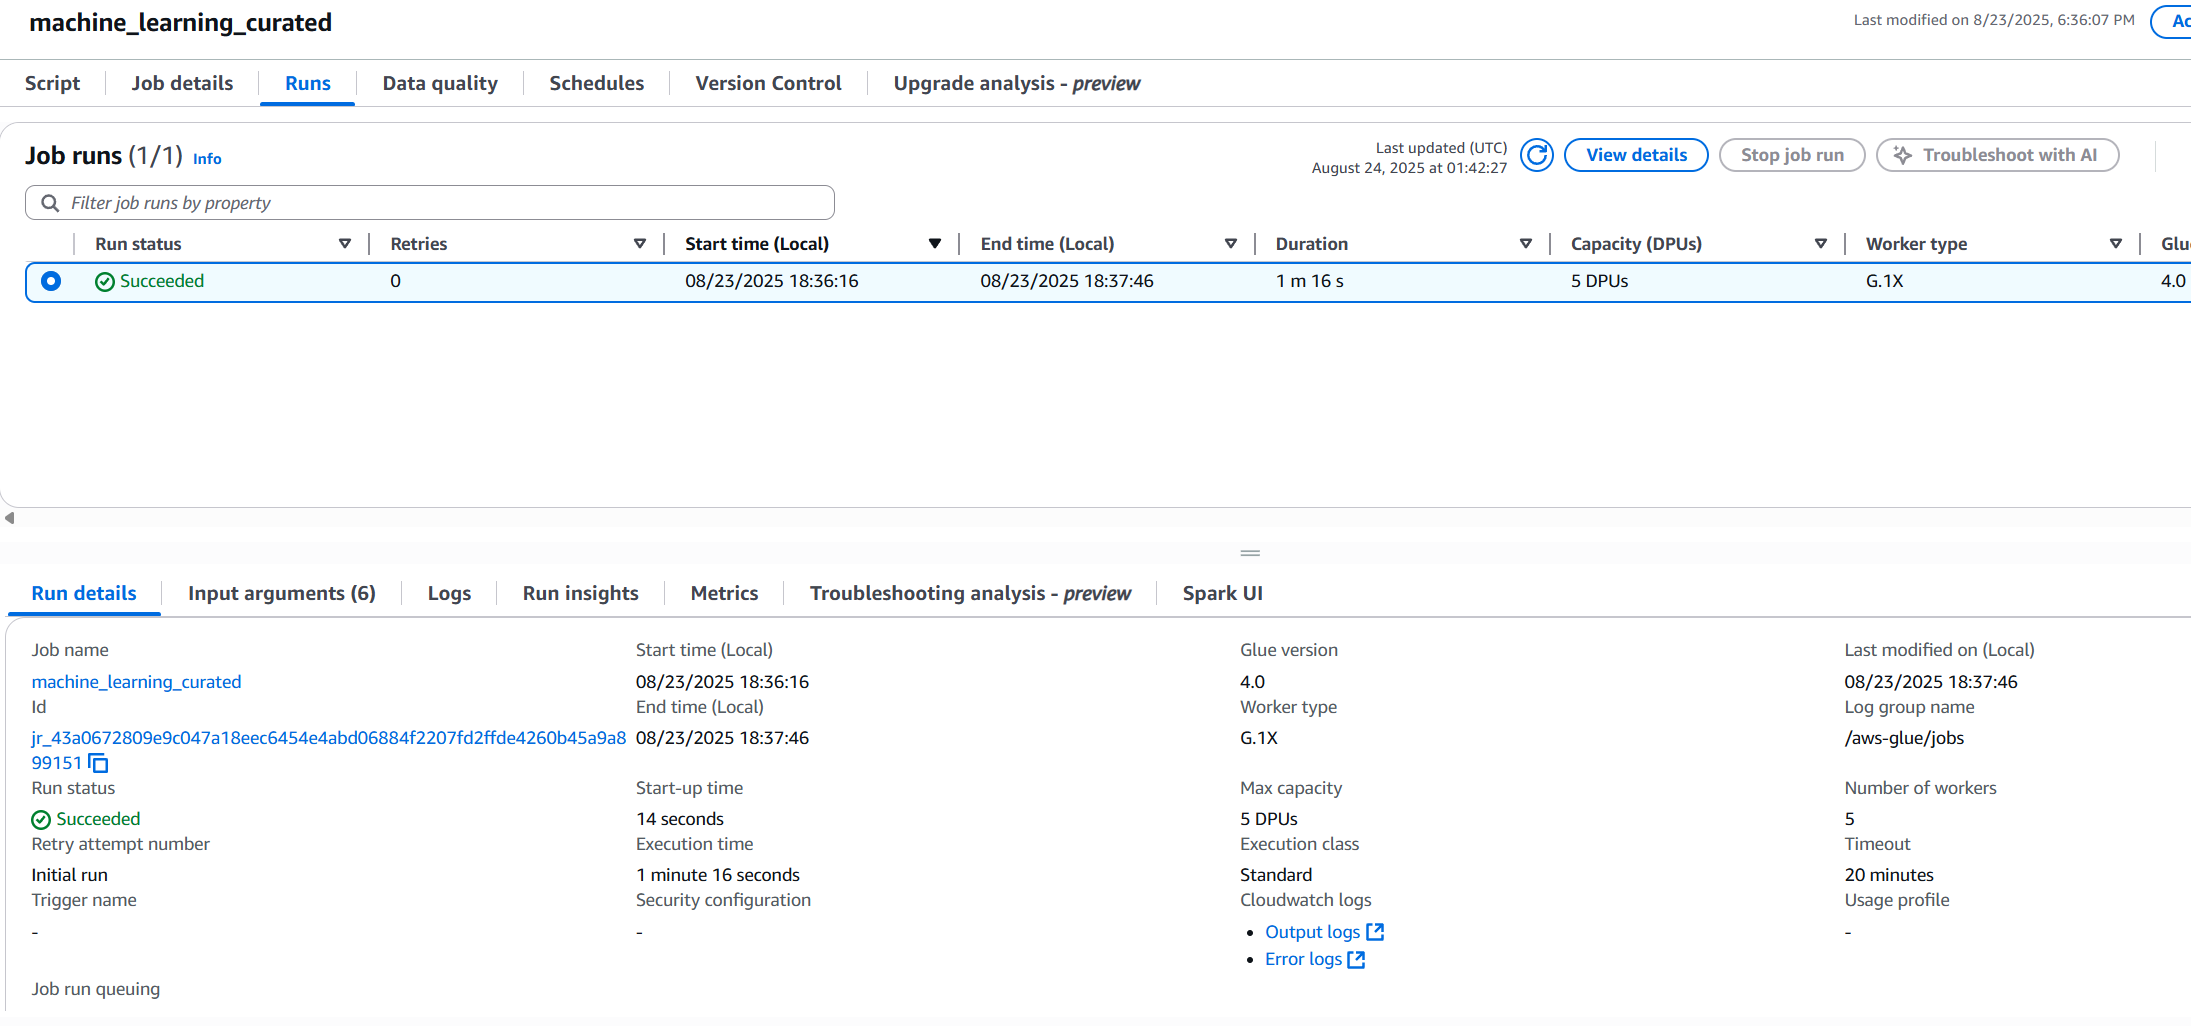 machine_learning_curated
Last modified on 8/23/2025, 6:36:07 PM
Ac
Script
Job details
Runs
Data quality
Schedules
Version Control
Upgrade analysis - preview
Job runs (1/1) Info
Last updated (UTC)
August 24, 2025 at 01:42:27
View details
Stop job run
Troubleshoot with AI
Filter job runs by property
Run status
Retries
Start time (Local)
End time (Local)
Duration
Capacity (DPUs)
Worker type
Glu
Succeeded
0
08/23/2025 18:36:16
08/23/2025 18:37:46
1 m 16 s
5 DPUs
G.1X
4.0
Run details
Input arguments (6)
Logs
Run insights
Metrics
Troubleshooting analysis - preview
Spark UI
Job name
machine_learning_curated
Id
jr_43a0672809e9c047a18eec6454e4abd06884f2207fd2ffde4260b45a9a8
99151
Run status
Succeeded
Retry attempt number
Initial run
Trigger name
-
Job run queuing
Start time (Local)
08/23/2025 18:36:16
End time (Local)
08/23/2025 18:37:46
Start-up time
14 seconds
Execution time
1 minute 16 seconds
Security configuration
-
Glue version
4.0
Worker type
G.1X
Max capacity
5 DPUs
Execution class
Standard
Cloudwatch logs
• Output logs
• Error logs
Last modified on (Local)
08/23/2025 18:37:46
Log group name
/aws-glue/jobs
Number of workers
5
Timeout
20 minutes
Usage profile
-